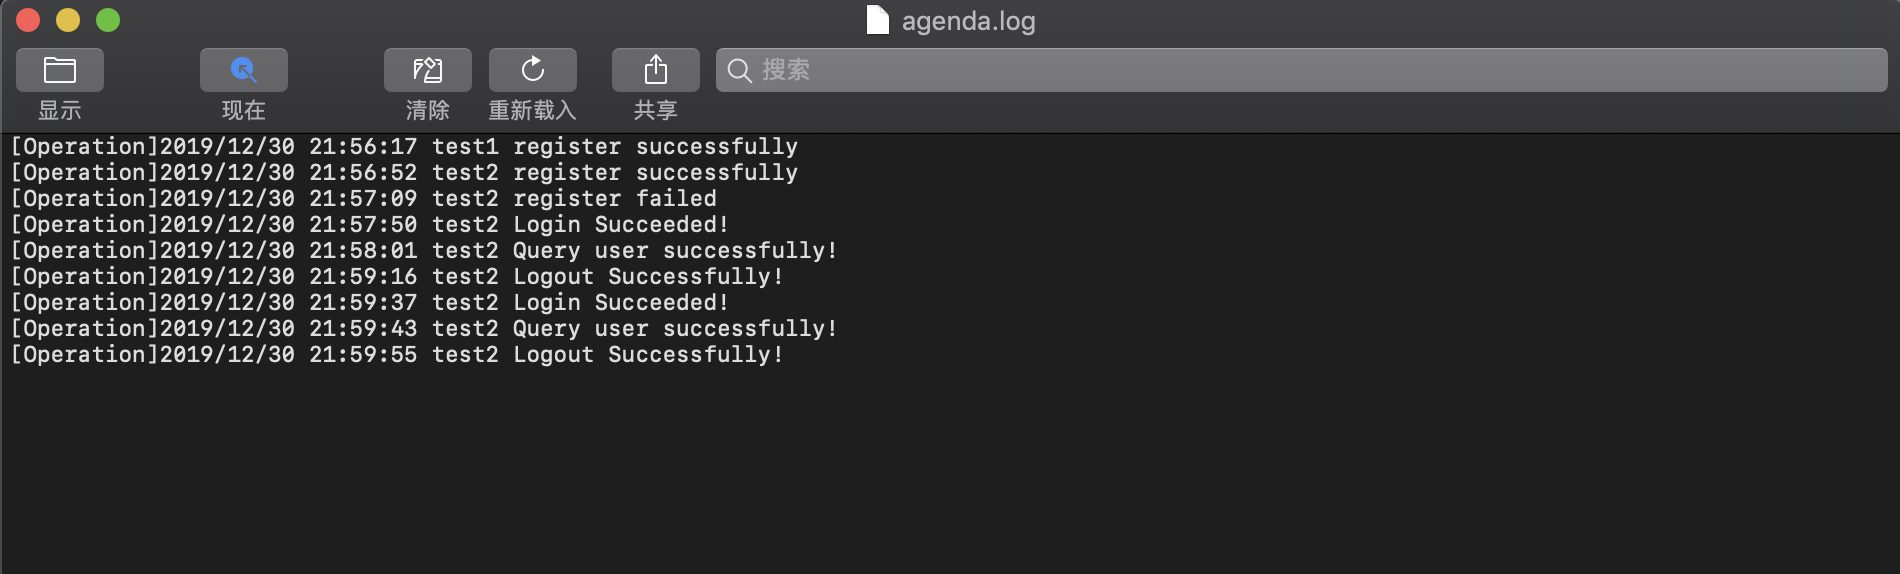 agenda.log
搜索
显示
现在
清除
重新载入
共享
[Operation]2019/12/30 21:56:17 test1 register successfully
[Operation]2019/12/30 21:56:52 test2 register successfully
[Operation]2019/12/30 21:57:09 test2 register failed
[Operation]2019/12/30 21:57:50 test2 Login Succeeded!
[Operation]2019/12/30 21:58:01 test2 Query user successfully!
[Operation]2019/12/30 21:59:16 test2 Logout Successfully!
[Operation]2019/12/30 21:59:37 test2 Login Succeeded!
[Operation]2019/12/30 21:59:43 test2 Query user successfully!
[Operation]2019/12/30 21:59:55 test2 Logout Successfully!